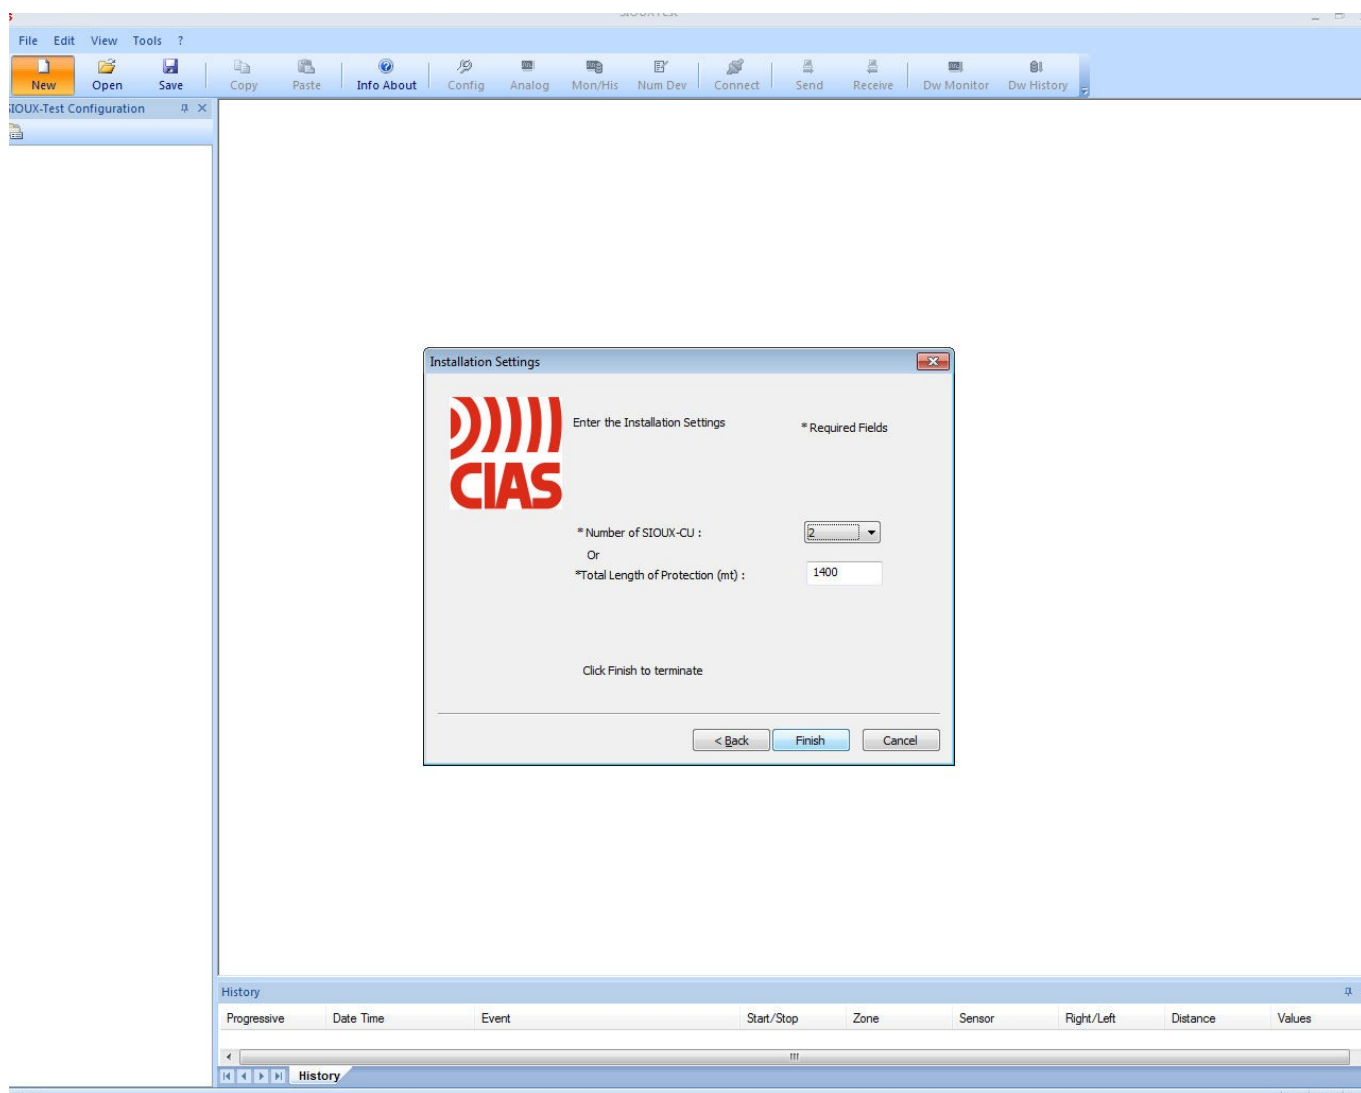 File Edit View Tools ?
New Open Save Copy Paste Info About Config Analog Mon/His Num Dev Connect Send Receive Dw Monitor Dw History
SIOUX-Test Configuration
Installation Settings
Enter the Installation Settings
* Required Fields
CIAS
* Number of SIOUX-CU : 2
Or
*Total Length of Protection (mt) : 1400
Click Finish to terminate
< Back Finish Cancel
History
Progressive Date Time Event Start/Stop Zone Sensor Right/Left Distance Values
History